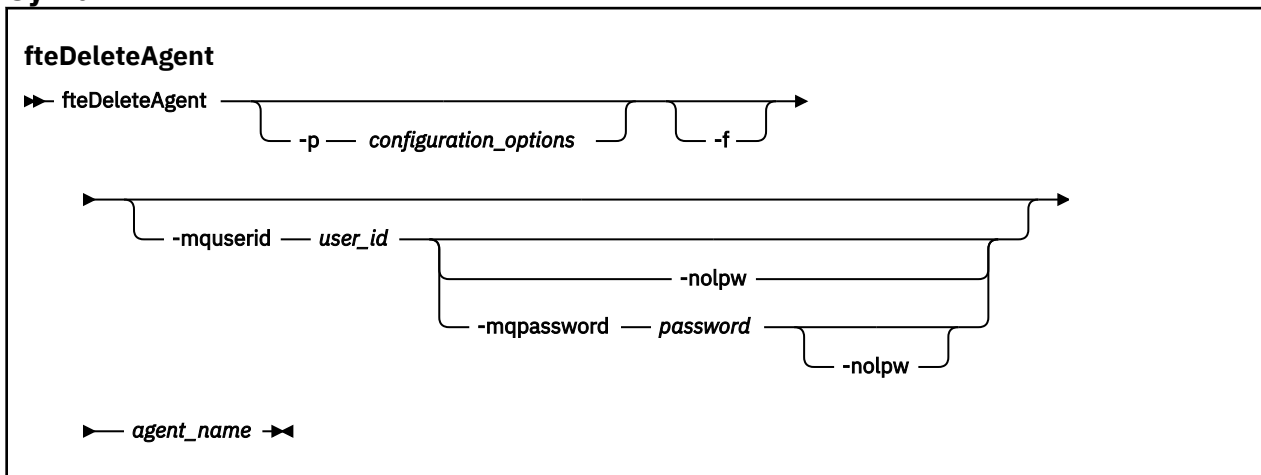 fteDeleteAgent
fteDeleteAgent
-p configuration_options -f
-mquserid user_id
-nolpw
-mqpassword password
-nolpw
agent_name